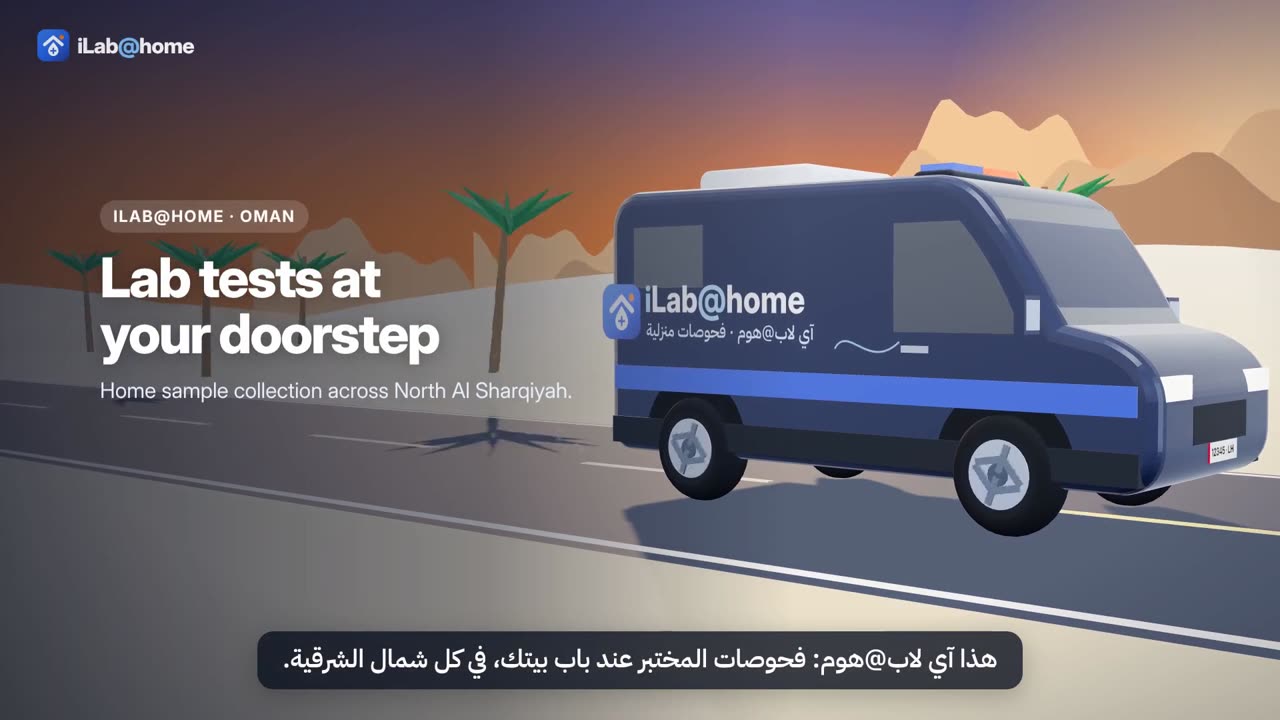 iLab@home
ILAB@HOME · OMAN
Lab tests at
your doorstep
Home sample collection across North Al Sharqiyah.
iLab@home
آي لاب@هوم · فحوصات منزلية
12345 · LH
هذا آي لاب@هوم: فحوصات المختبر عند باب بيتك، في كل شمال الشرقية.